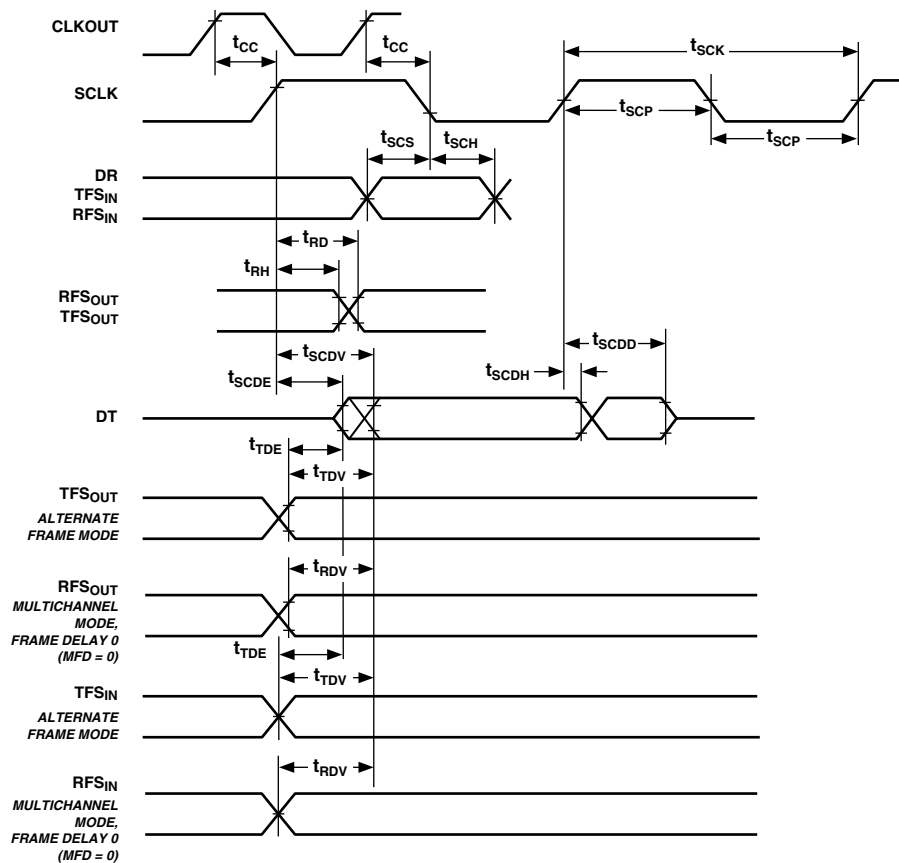 CLKOUT
tCC
tCC
tSCK
SCLK
tSCP
tSCP
tSCS
tSCH
DR
TFSIN
RFSIN
tRD
tRH
RFSOUT
TFSOUT
tSCDV
tSCDD
tSCDE
tSCDH
DT
tTDE
tTDV
TFSOUT
ALTERNATE
FRAME MODE
tRDV
RFSOUT
MULTICHANNEL
MODE,
FRAME DELAY 0
(MFD = 0)
tTDE
tTDV
TFSIN
ALTERNATE
FRAME MODE
tRDV
RFSIN
MULTICHANNEL
MODE,
FRAME DELAY 0
(MFD = 0)